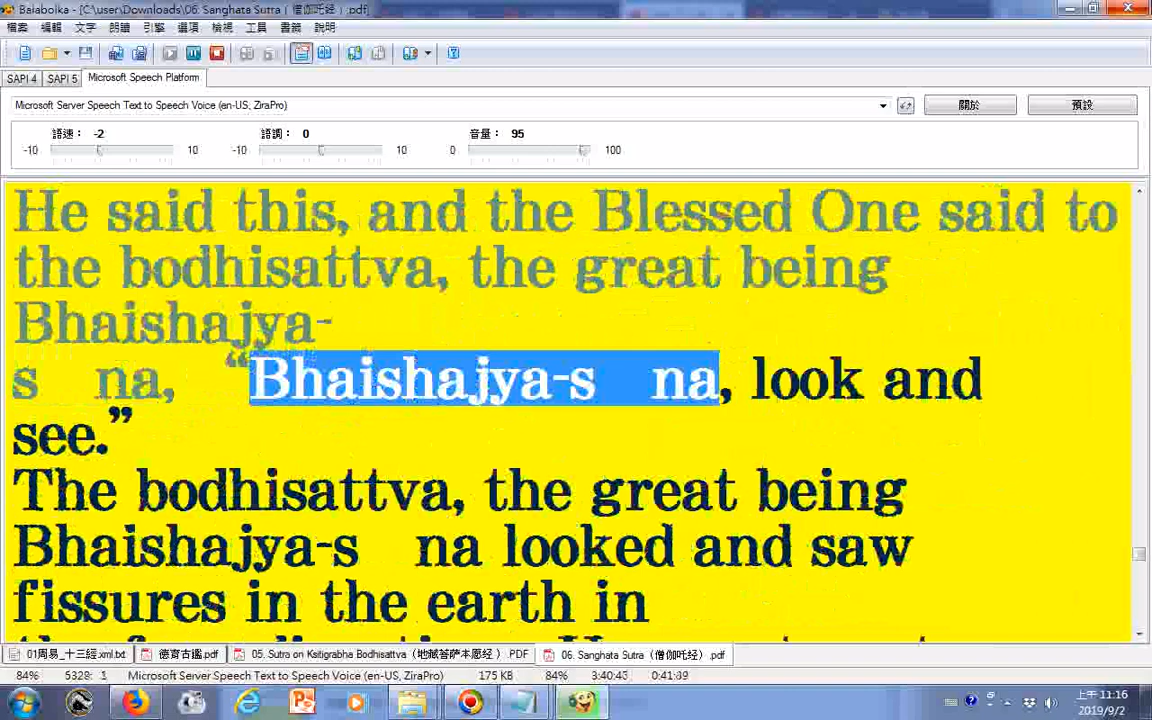 Balabolka - [C:\user\Downloads\06. Sanghata Sutra（僧伽吒经）.pdf]
檔案 編輯 文字 朗讀 引擎 選項 檢視 工具 書籤 說明
SAPI 4 SAPI 5 Microsoft Speech Platform
Microsoft Server Speech Text to Speech Voice (en-US, ZiraPro) 關於 預設
語速： -2 語調： 0 音量： 95
-10 10 -10 10 0 100
He said this, and the Blessed One said to
the bodhisattva, the great being
Bhaishajya-
s na, “Bhaishajya-s na, look and
see.”
The bodhisattva, the great being
Bhaishajya-s na looked and saw
fissures in the earth in
01周易_十三經.xml.txt 德育古鑑.pdf 05. Sutra on Ksitigrabha Bodhisattva（地藏菩萨本愿经）.PDF 06. Sanghata Sutra（僧伽吒经）.pdf
84% 5328: 1 Microsoft Server Speech Text to Speech Voice (en-US, ZiraPro) 175 KB 84% 3:40:43 0:41:39
上午 11:16
2019/9/2